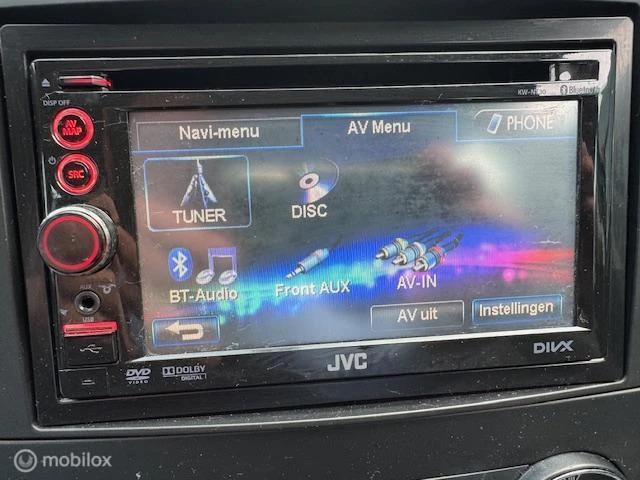 DISP OFF
KW-NT30
Bluetooth
AV
MAP
SRC
Navi-menu
AV Menu
PHONE
TUNER
DISC
BT-Audio
Front AUX
AV-IN
AV uit
Instellingen
AUX
USB
JVC
DIVX
DVD
VIDEO
DOLBY
DIGITAL
mobilox